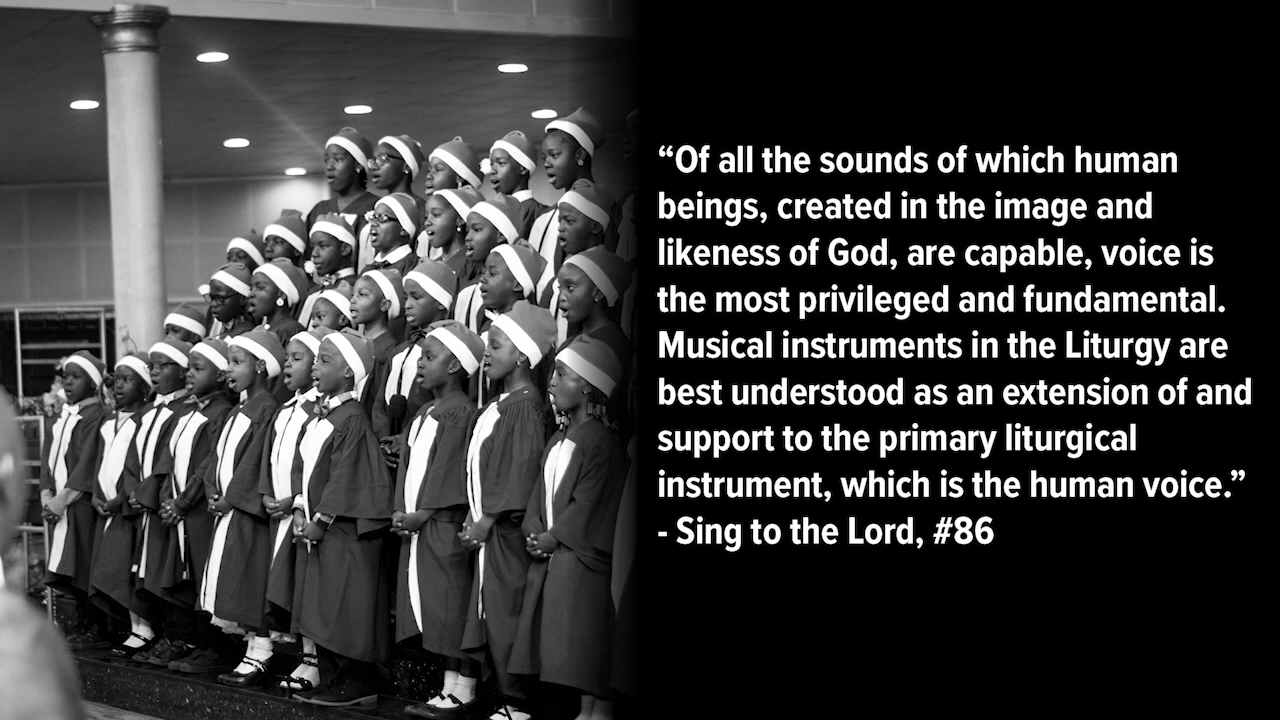 “Of all the sounds of which human
beings, created in the image and
likeness of God, are capable, voice is
the most privileged and fundamental.
Musical instruments in the Liturgy are
best understood as an extension of and
support to the primary liturgical
instrument, which is the human voice.”
- Sing to the Lord, #86